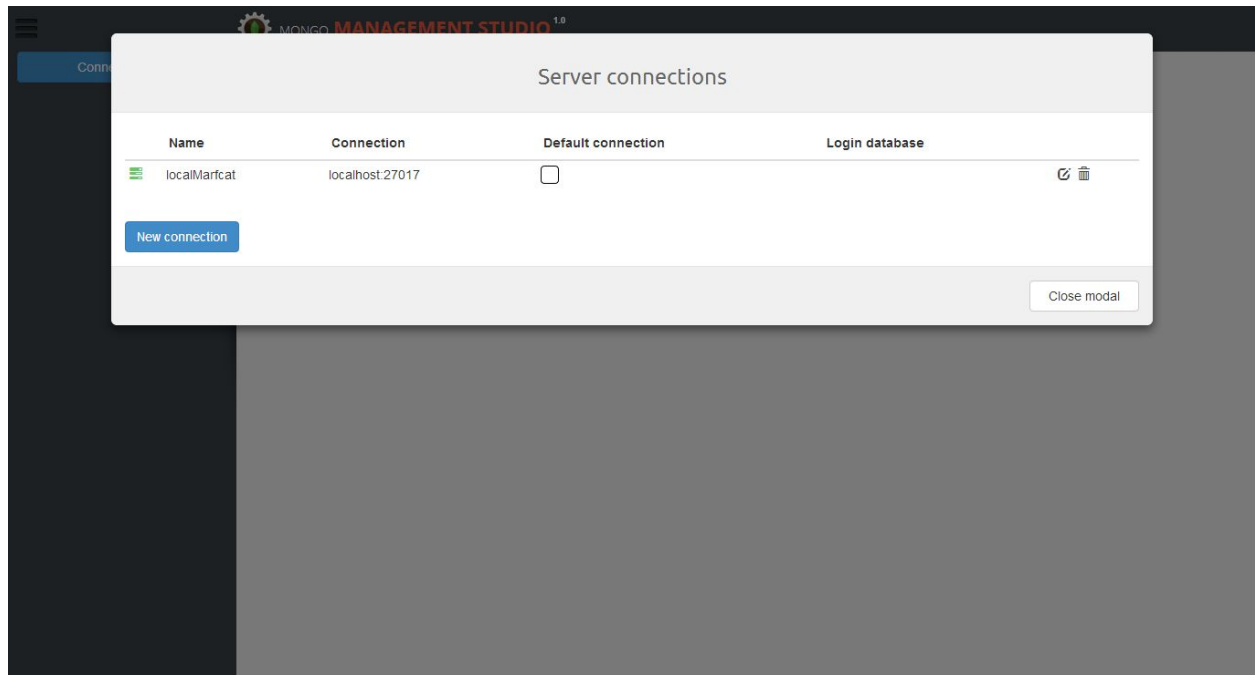 MONGO MANAGEMENT STUDIO 1.0
Conn
Server connections
Name Connection Default connection Login database
localMarfcat localhost:27017
New connection
Close modal